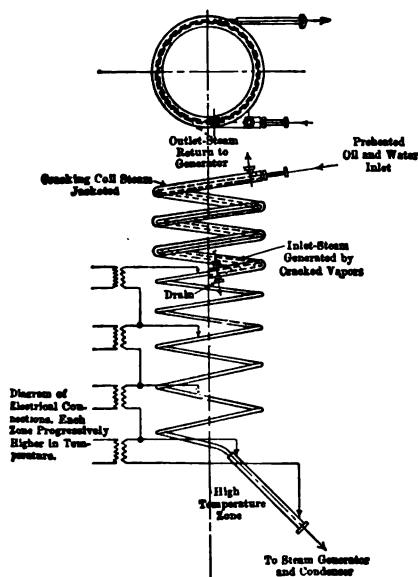 Outlet-Steam
Return to
Generator
Preheated
Oil and Water
Inlet
Cracking Coil Steam
Jacketed
Inlet-Steam
Generated by
Cracked Vapors
Drain
Diagram of
Electrical Con-
nections. Each
Zone Progressively
Higher in Tem-
perature.
High
Temperature
Zone
To Steam Generator
and Condenser